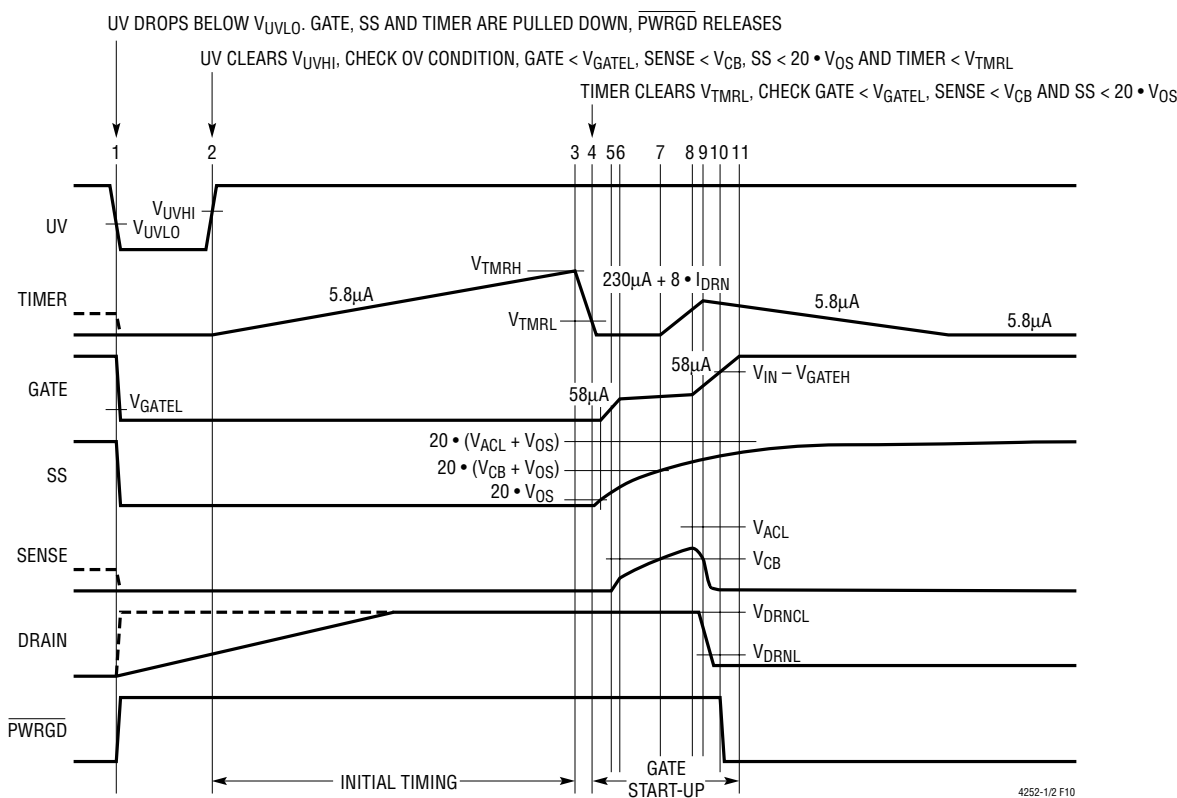 UV DROPS BELOW VUVLO. GATE, SS AND TIMER ARE PULLED DOWN, PWRGD RELEASES
UV CLEARS VUVHI, CHECK OV CONDITION, GATE < VGATEL, SENSE < VCB, SS < 20 • VOS AND TIMER < VTMRL
TIMER CLEARS VTMRL, CHECK GATE < VGATEL, SENSE < VCB AND SS < 20 • VOS
1 2 3 4 5 6 7 8 9 10 11
UV
VUVHI
VUVLO
TIMER
5.8µA
VTMRH
VTMRL
230µA + 8 • IDRN
5.8µA
5.8µA
GATE
VGATEL
58µA
58µA
VIN – VGATEH
SS
20 • (VACL + VOS)
20 • (VCB + VOS)
20 • VOS
SENSE
VACL
VCB
DRAIN
VDRNCL
VDRNL
PWRGD
INITIAL TIMING
GATE
START-UP
4252-1/2 F10